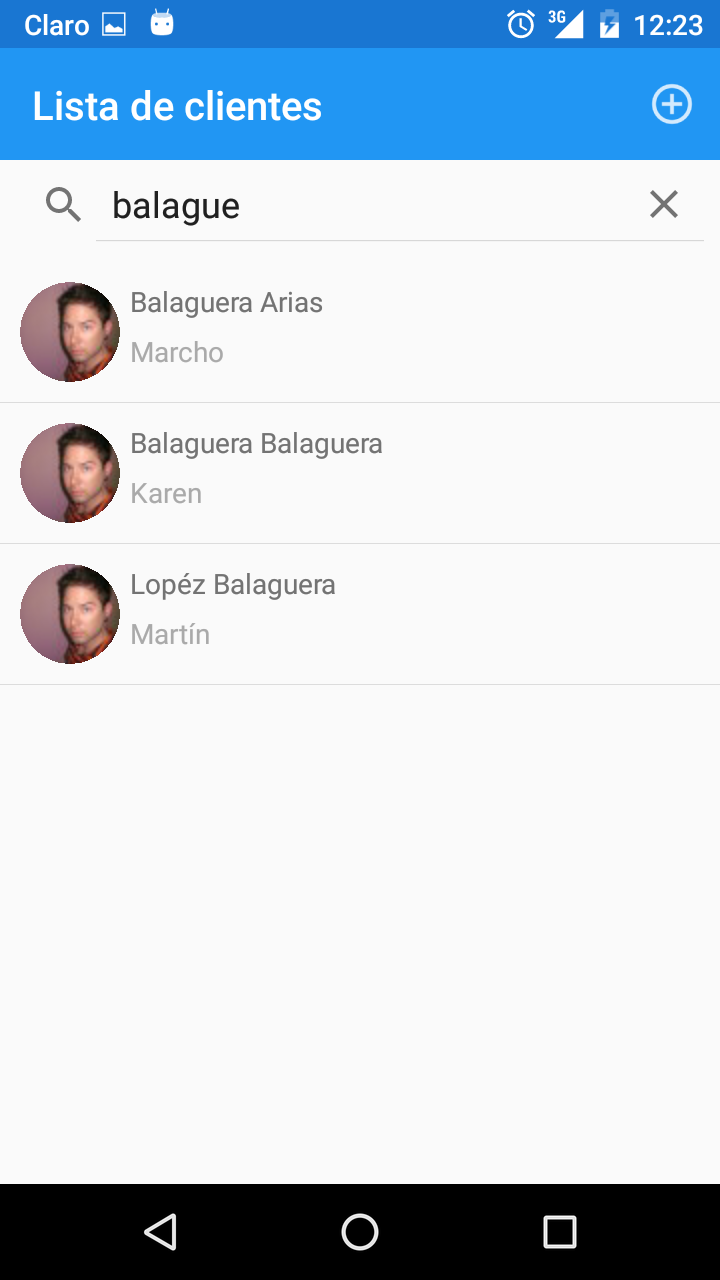 Claro 3G 12:23
Lista de clientes
balague
Balaguera Arias
Marcho
Balaguera Balaguera
Karen
Lopéz Balaguera
Martín